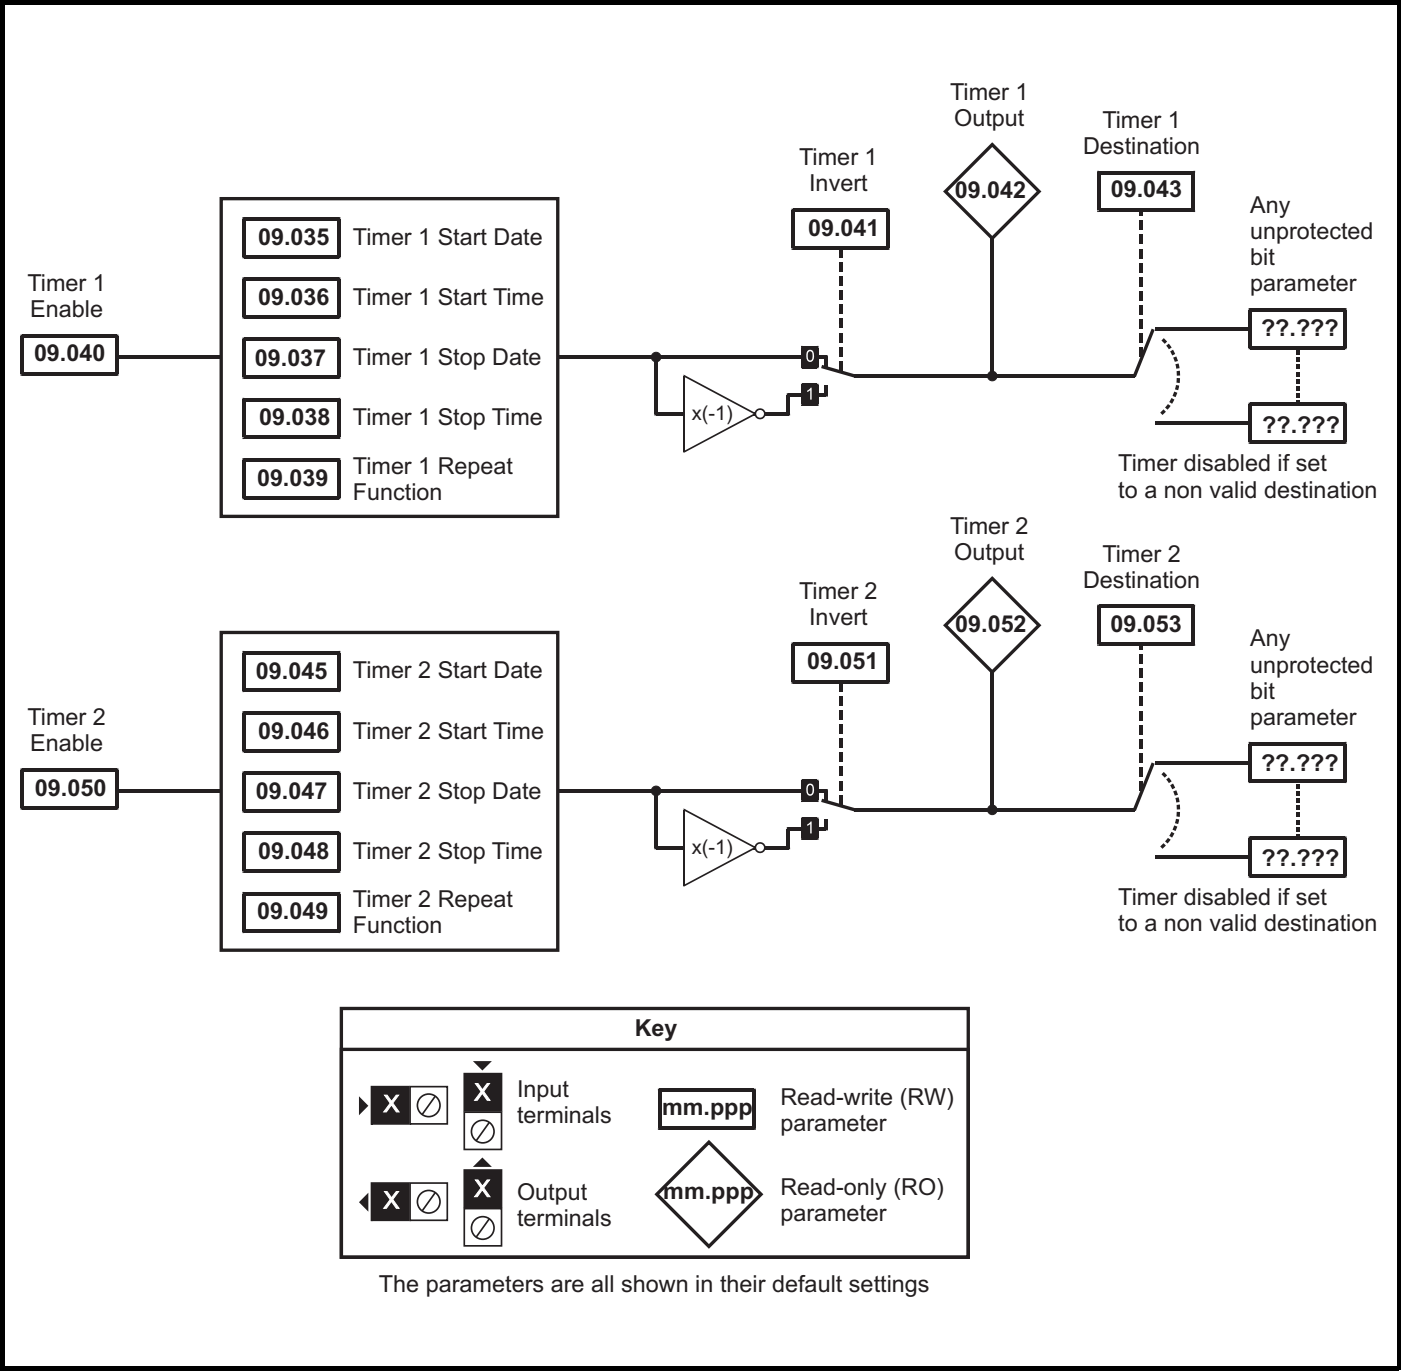 Timer 1
Output
Timer 1
Destination
Timer 1
Invert
09.042
09.043
09.041
Any
unprotected
bit
parameter
Timer 1
Enable
09.040
09.035 Timer 1 Start Date
09.036 Timer 1 Start Time
09.037 Timer 1 Stop Date
09.038 Timer 1 Stop Time
09.039 Timer 1 Repeat
Function
0
1
x(-1)
??.???
??.???
Timer disabled if set
to a non valid destination
Timer 2
Output
Timer 2
Destination
Timer 2
Invert
09.052
09.053
09.051
Any
unprotected
bit
parameter
Timer 2
Enable
09.050
09.045 Timer 2 Start Date
09.046 Timer 2 Start Time
09.047 Timer 2 Stop Date
09.048 Timer 2 Stop Time
09.049 Timer 2 Repeat
Function
0
1
x(-1)
??.???
??.???
Timer disabled if set
to a non valid destination
Key
X X Input
terminals
mm.ppp Read-write (RW)
parameter
X X Output
terminals
mm.ppp Read-only (RO)
parameter
The parameters are all shown in their default settings